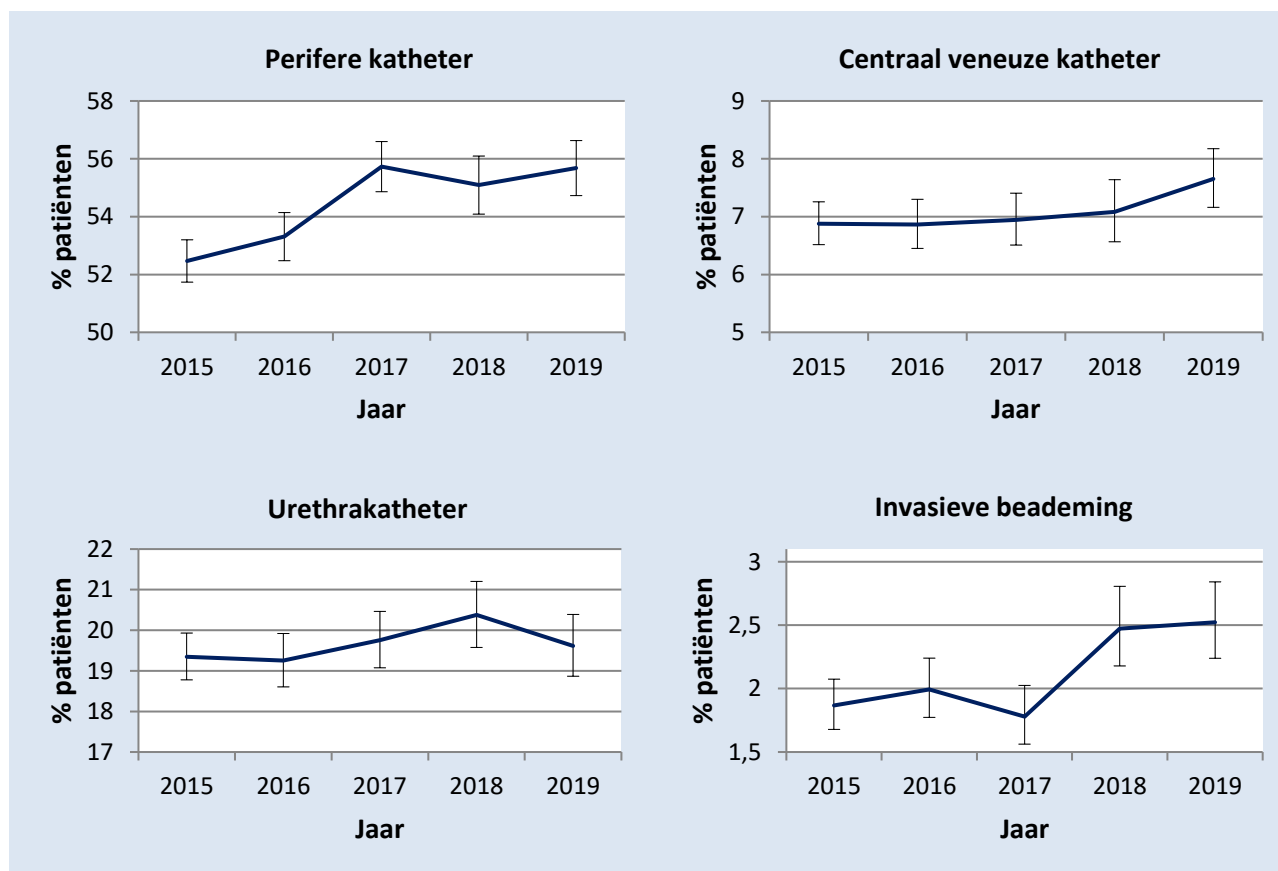 Perifere katheter
% patiënten
58
56
54
52
50
2015 2016 2017 2018 2019
Jaar
Centraal veneuze katheter
% patiënten
9
8
7
6
5
2015 2016 2017 2018 2019
Jaar
Urethrakatheter
% patiënten
22
21
20
19
18
17
2015 2016 2017 2018 2019
Jaar
Invasieve beademing
% patiënten
3
2,5
2
1,5
2015 2016 2017 2018 2019
Jaar